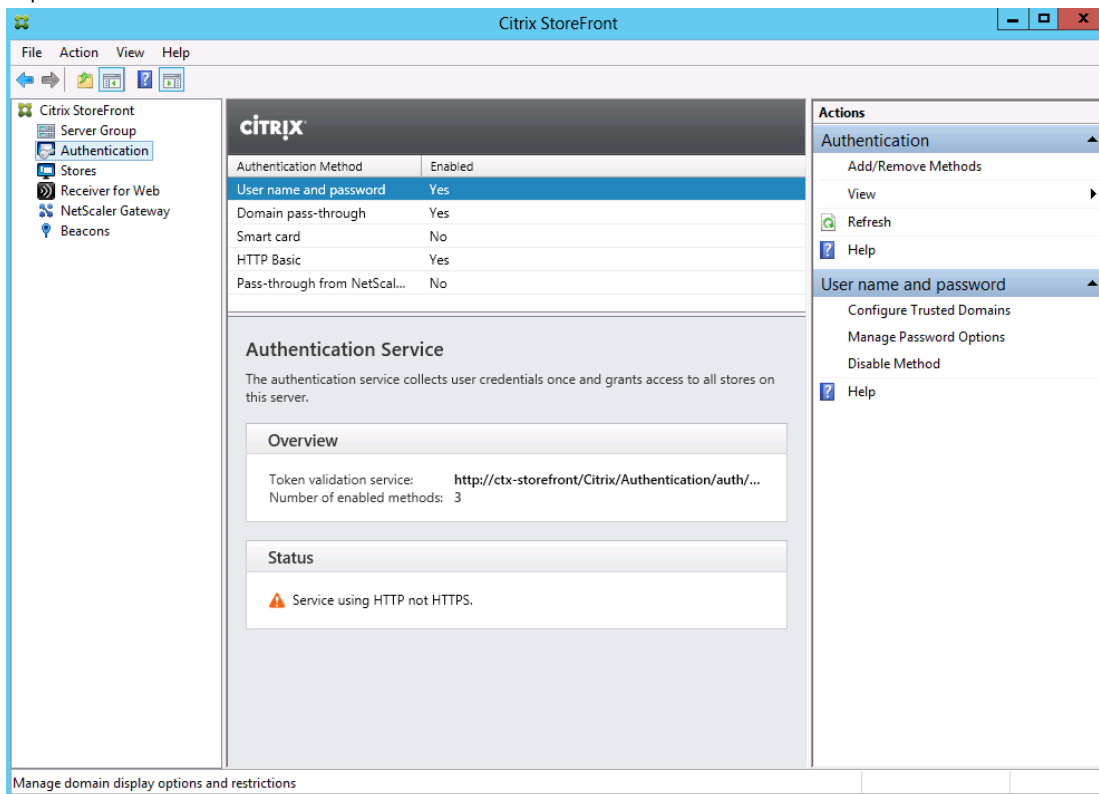 Citrix StoreFront
File Action View Help
Citrix StoreFront
Server Group
Authentication
Stores
Receiver for Web
NetScaler Gateway
Beacons
CİTRIX
Authentication Method Enabled
User name and password Yes
Domain pass-through Yes
Smart card No
HTTP Basic Yes
Pass-through from NetScal... No
Authentication Service
The authentication service collects user credentials once and grants access to all stores on
this server.
Overview
Token validation service: http://ctx-storefront/Citrix/Authentication/auth/...
Number of enabled methods: 3
Status
Service using HTTP not HTTPS.
Actions
Authentication
Add/Remove Methods
View
Refresh
Help
User name and password
Configure Trusted Domains
Manage Password Options
Disable Method
Help
Manage domain display options and restrictions